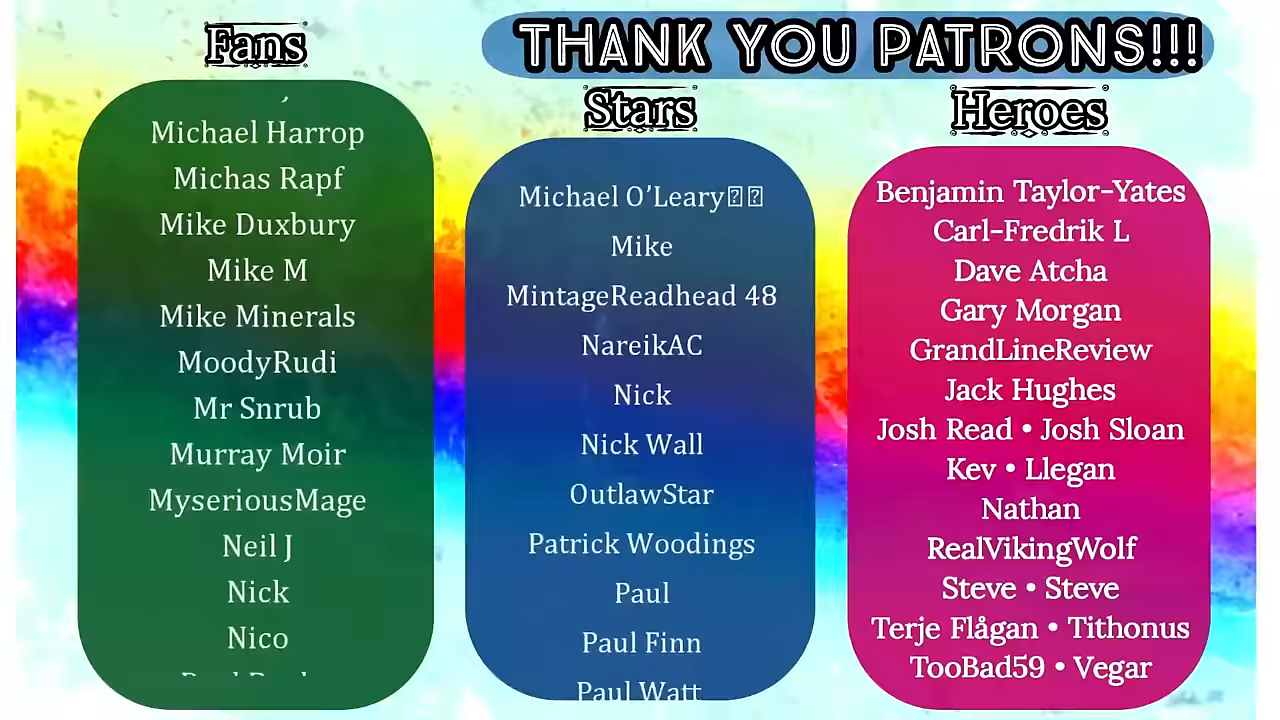 Fans
Michael Harrop
Michas Rapf
Mike Duxbury
Mike M
Mike Minerals
MoodyRudi
Mr Snrub
Murray Moir
MyseriousMage
Neil J
Nick
Nico
THANK YOU PATRONS!!!
Stars
Michael O’Leary
Mike
MintageReadhead 48
NareikAC
Nick
Nick Wall
OutlawStar
Patrick Woodings
Paul
Paul Finn
Paul Watt
Heroes
Benjamin Taylor-Yates
Carl-Fredrik L
Dave Atcha
Gary Morgan
GrandLineReview
Jack Hughes
Josh Read • Josh Sloan
Kev • Llegan
Nathan
RealVikingWolf
Steve • Steve
Terje Flågan • Tithonus
TooBad59 • Vegar